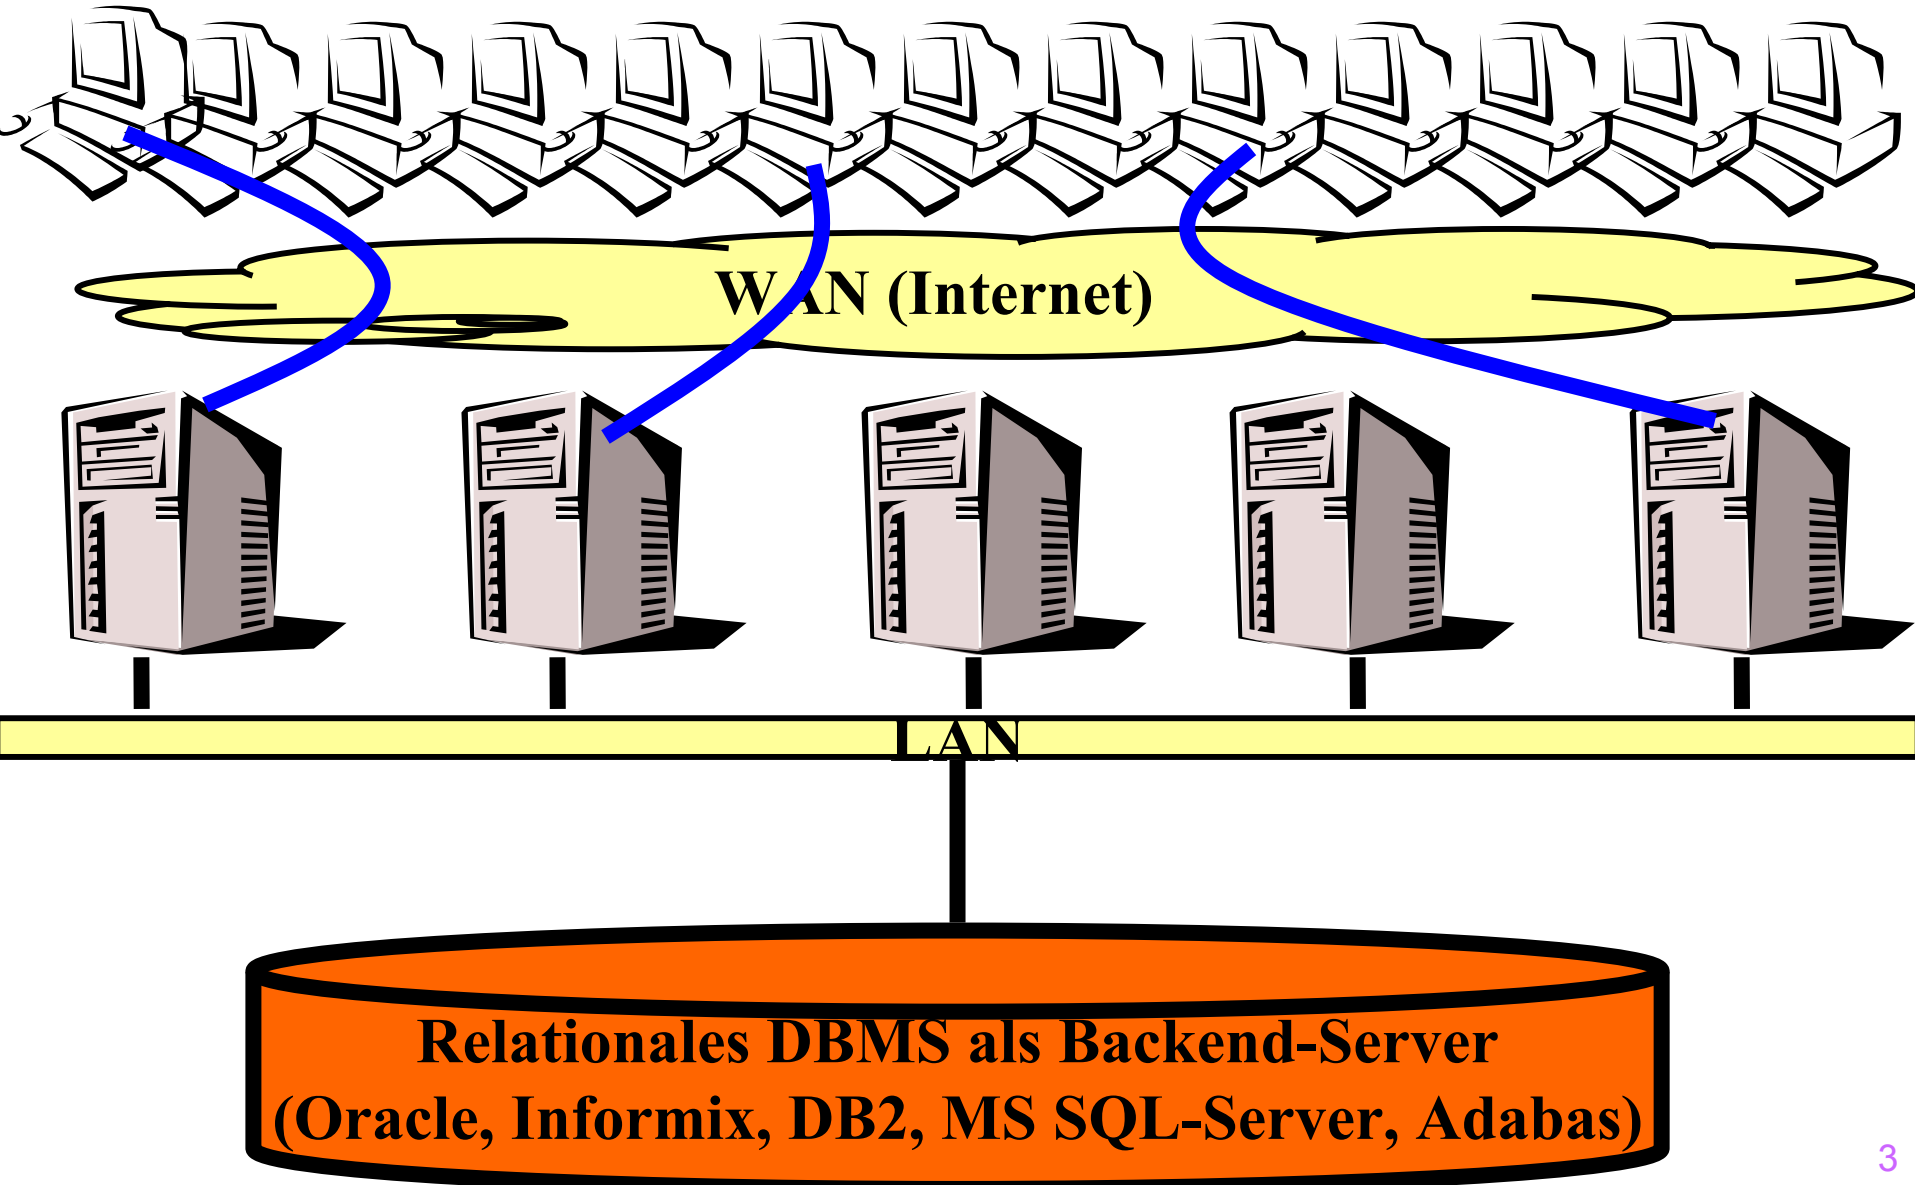 WAN (Internet)
LAN
Relationales DBMS als Backend-Server
(Oracle, Informix, DB2, MS SQL-Server, Adabas)
3